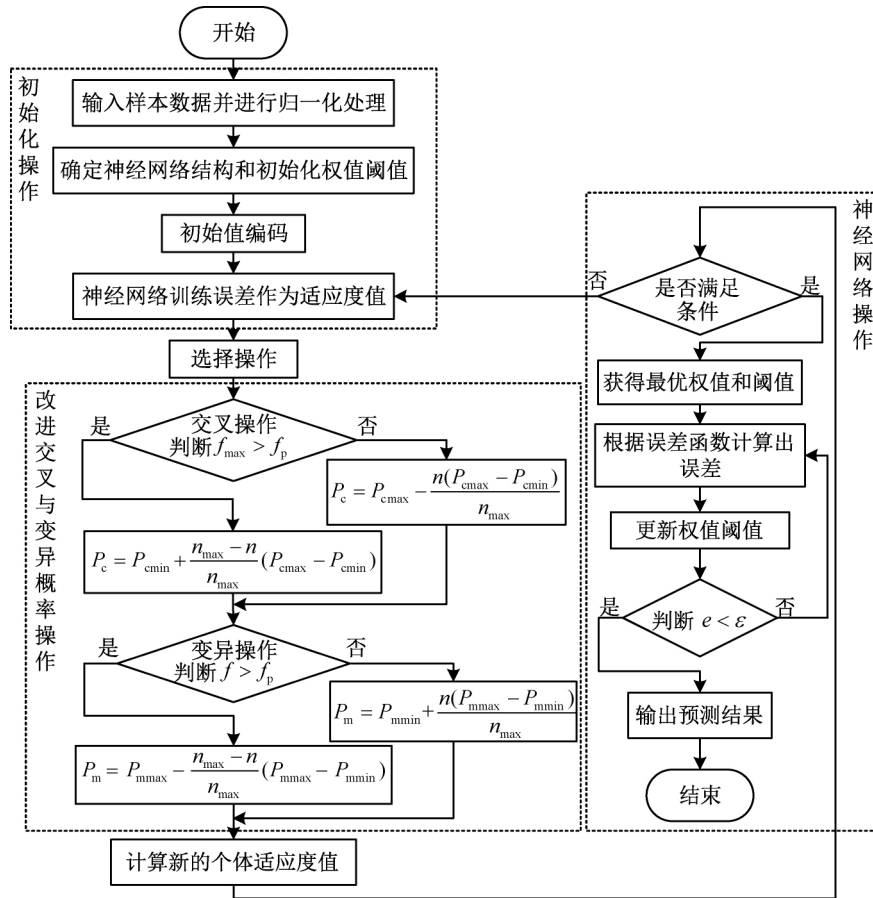 开始
初始化操作
输入样本数据并进行归一化处理
确定神经网络结构和初始化权值阈值
初始值编码
神经网络训练误差作为适应度值
选择操作
改进交叉与变异概率操作
交叉操作
判断 f_max > f_p
是
否
P_c = P_cmax − n(P_cmax − P_cmin) / n_max
P_c = P_cmin + (n_max − n) / n_max (P_cmax − P_cmin)
变异操作
判断 f > f_p
是
否
P_m = P_mmin + n(P_mmax − P_mmin) / n_max
P_m = P_mmax − (n_max − n) / n_max (P_mmax − P_mmin)
计算新的个体适应度值
神经网络操作
是否满足
条件
否
是
获得最优权值和阈值
根据误差函数计算出
误差
更新权值阈值
判断 e < ε
是
否
输出预测结果
结束